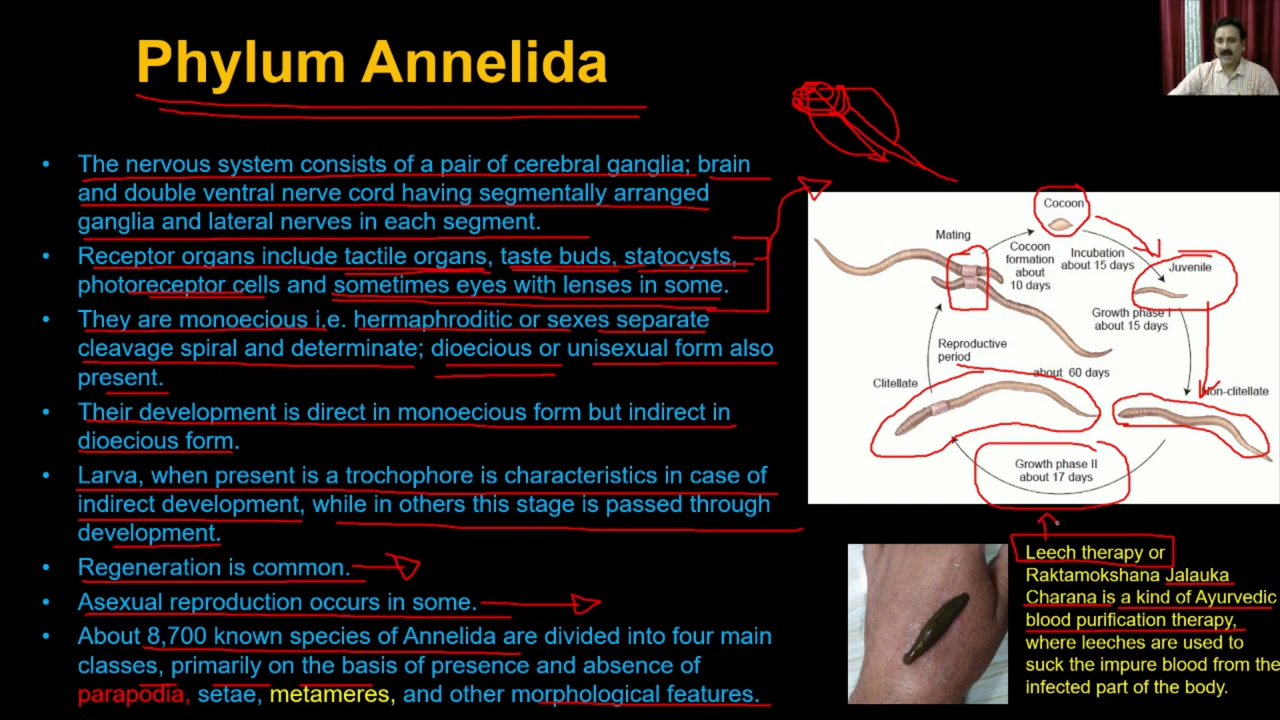 Phylum Annelida
• The nervous system consists of a pair of cerebral ganglia; brain
and double ventral nerve cord having segmentally arranged
ganglia and lateral nerves in each segment.
• Receptor organs include tactile organs, taste buds, statocysts,
photoreceptor cells and sometimes eyes with lenses in some.
• They are monoecious i.e. hermaphroditic or sexes separate
cleavage spiral and determinate; dioecious or unisexual form also
present.
• Their development is direct in monoecious form but indirect in
dioecious form.
• Larva, when present is a trochophore is characteristics in case of
indirect development, while in others this stage is passed through
development.
• Regeneration is common.
• Asexual reproduction occurs in some.
• About 8,700 known species of Annelida are divided into four main
classes, primarily on the basis of presence and absence of
parapodia, setae, metameres, and other morphological features.
Cocoon
Mating
Cocoon
formation
about
10 days
Incubation
about 15 days
Juvenile
Growth phase I
about 15 days
Reproductive
period
about 60 days
Clitellate
Non-clitellate
Growth phase II
about 17 days
Leech therapy or
Raktamokshana Jalauka
Charana is a kind of Ayurvedic
blood purification therapy,
where leeches are used to
suck the impure blood from the
infected part of the body.